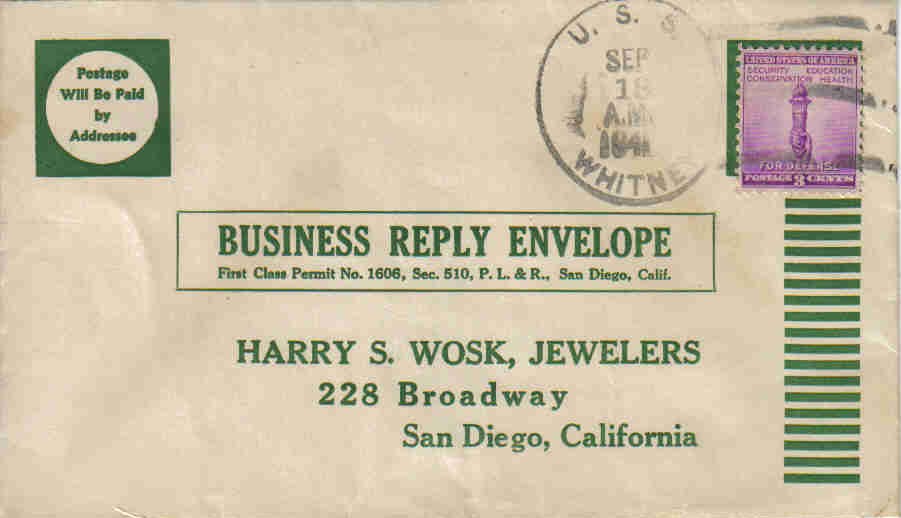 Postage
Will Be Paid
by
Addressee
U. S. S.
SEP
18
A.M.
WHITNEY
UNITED STATES OF AMERICA
SECURITY EDUCATION
CONSERVATION HEALTH
FOR DEFENSE
POSTAGE 3 CENTS
BUSINESS REPLY ENVELOPE
First Class Permit No. 1606, Sec. 510, P. L. & R., San Diego, Calif.
HARRY S. WOSK, JEWELERS
228 Broadway
San Diego, California